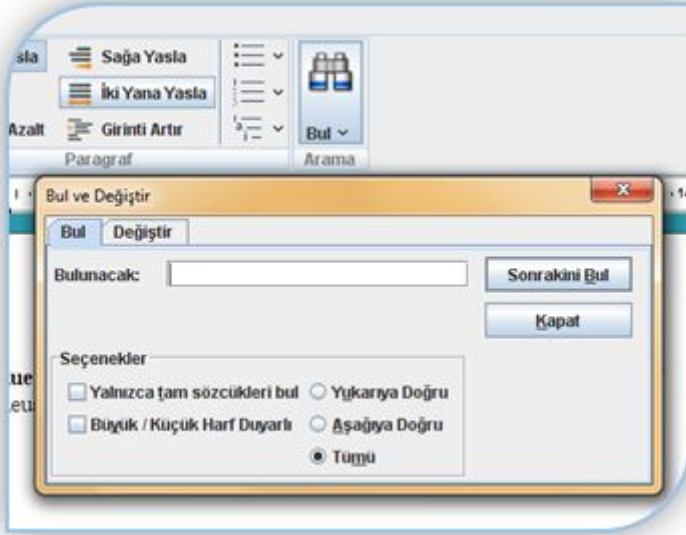 Sağa Yasla
İki Yana Yasla
Azalt Girinti Artır
Bul
Paragraf Arama
Bul ve Değiştir
Bul Değiştir
Bulunacak: Sonrakini Bul
Kapat
Seçenekler
Yalnızca tam sözcükleri bul Yukarıya Doğru
Büyük / Küçük Harf Duyarlı Aşağıya Doğru
Tümü